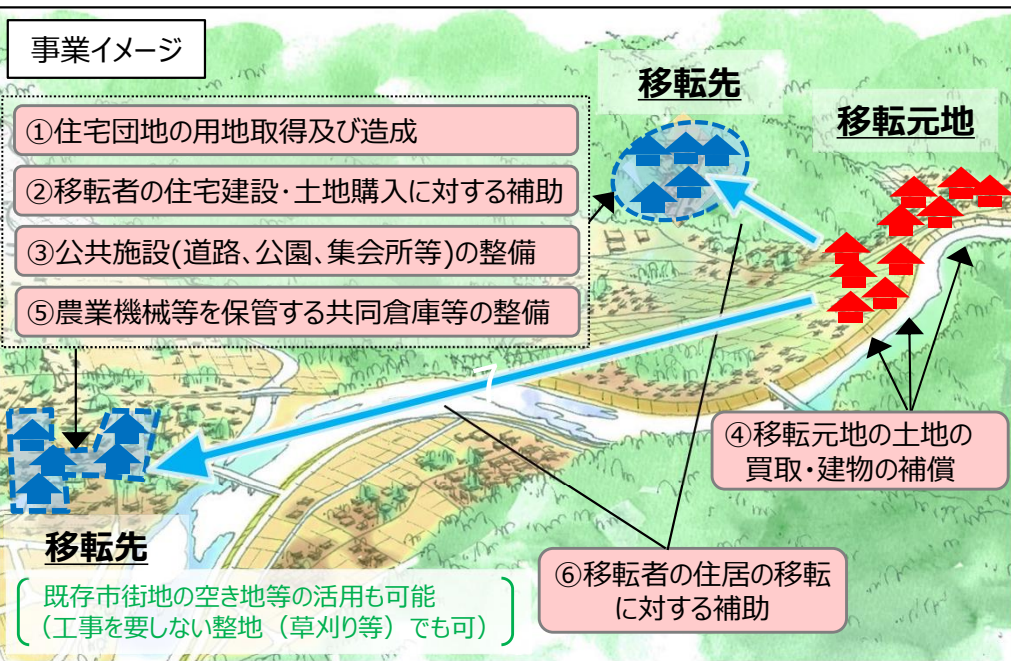 事業イメージ
移転先
移転元地
①住宅団地の用地取得及び造成
②移転者の住宅建設・土地購入に対する補助
③公共施設(道路、公園、集会所等)の整備
⑤農業機械等を保管する共同倉庫等の整備
④移転元地の土地の
買取・建物の補償
移転先
既存市街地の空き地等の活用も可能
（工事を要しない整地（草刈り等）でも可）
⑥移転者の住居の移転
に対する補助